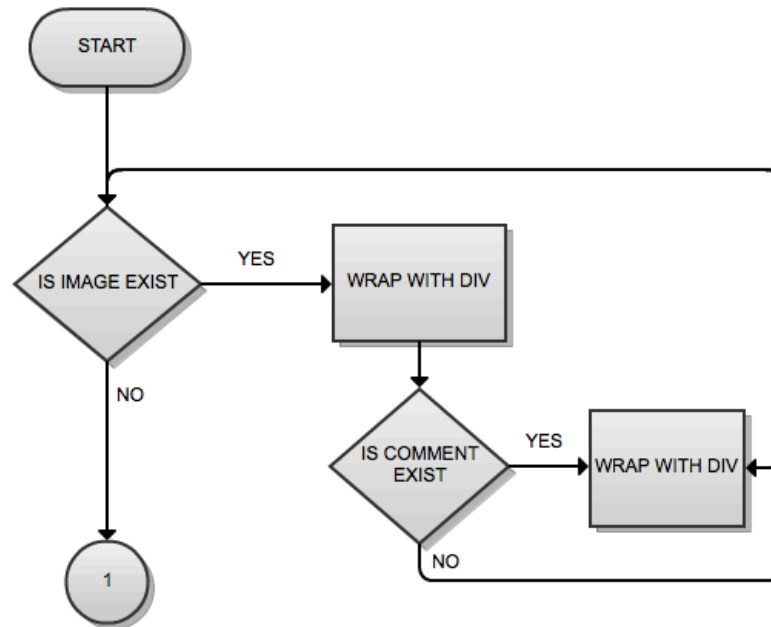 START
IS IMAGE EXIST
YES
WRAP WITH DIV
NO
IS COMMENT
EXIST
YES
WRAP WITH DIV
NO
1